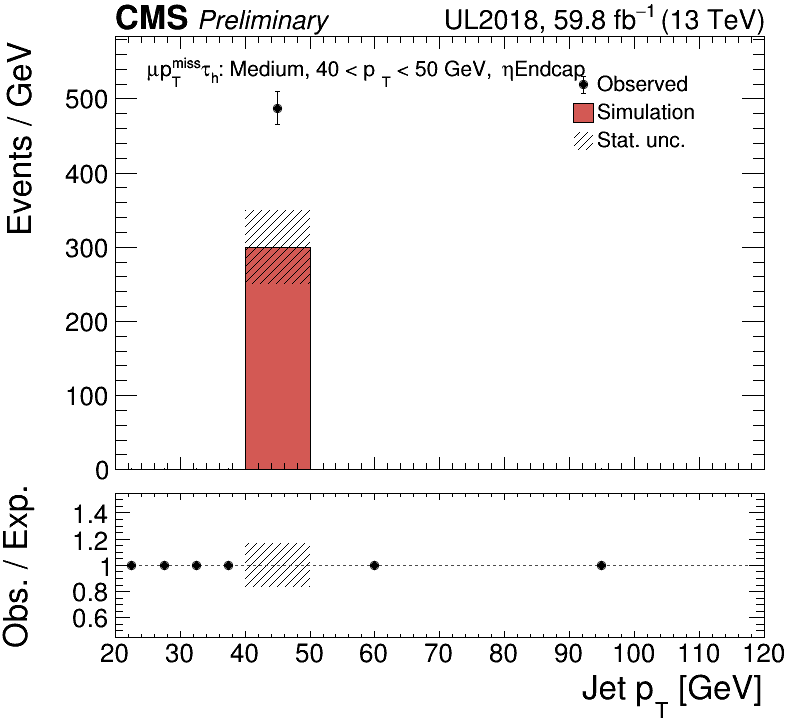 CMS Preliminary UL2018, 59.8 fb⁻¹ (13 TeV)
μp_T^miss τ_h: Medium, 40 < p_T < 50 GeV, ηEndcap
Observed
Simulation
Stat. unc.
Events / GeV
500
400
300
200
100
0
Obs. / Exp.
1.4
1.2
1
0.8
0.6
20 30 40 50 60 70 80 90 100 110 120
Jet p_T [GeV]